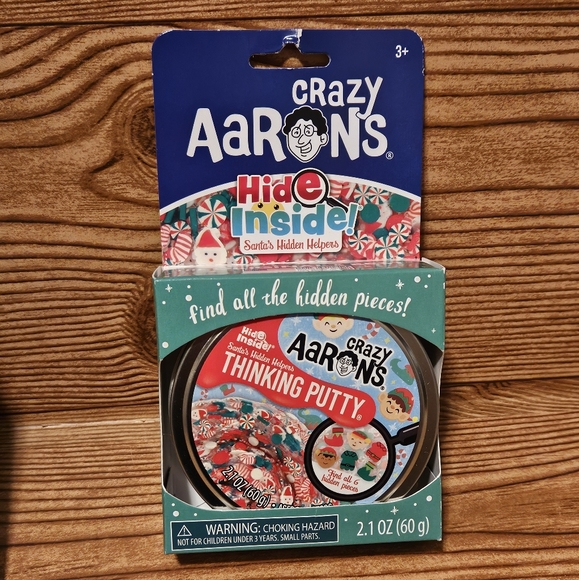 3+
CRAZY
AARONS®
Hide
Inside!
Santa's Hidden Helpers
find all the hidden pieces!
Hide
Inside!
Santa's Hidden Helpers
CRAZY
AARONS®
THINKING PUTTY®
Find all 6
hidden pieces
2.1 OZ (60 g)
WARNING: CHOKING HAZARD
NOT FOR CHILDREN UNDER 3 YEARS. SMALL PARTS.
2.1 OZ (60 g)